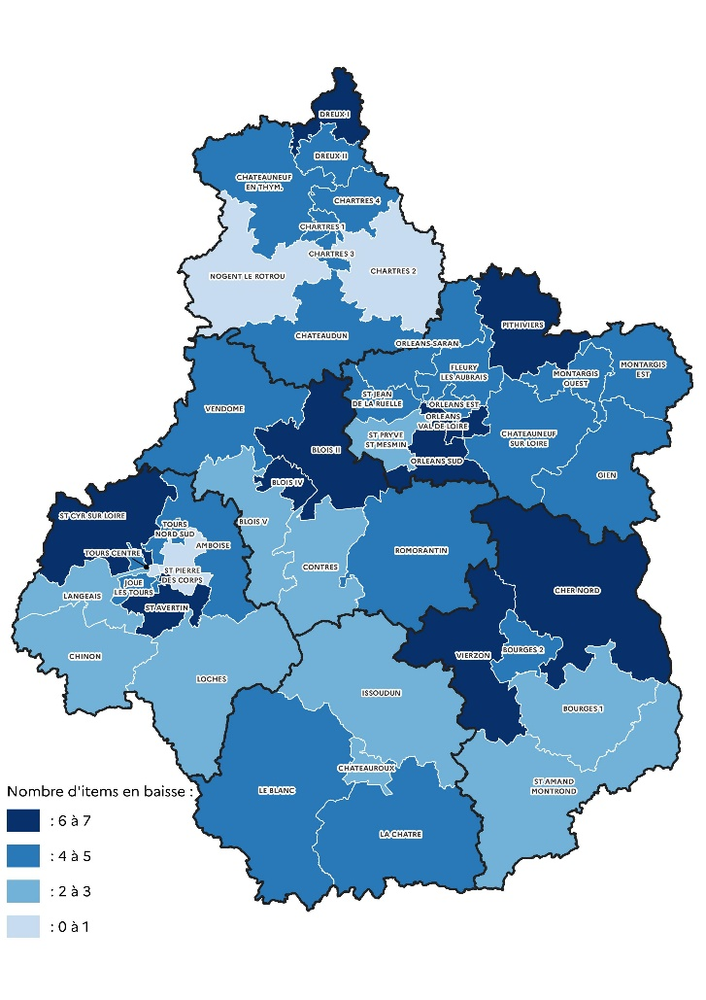 DREUX I
DREUX II
CHATEAUNEUF
EN THYM.
CHARTRES 4
CHARTRES 1
CHARTRES 3
CHARTRES 2
NOGENT LE ROTROU
PITHIVIERS
CHATEAUDUN
ORLEANS SARAN
MONTARGIS
EST
MONTARGIS
OUEST
FLEURY
LES AUBRAIS
ST JEAN
DE LA RUELLE
ORLEANS EST
ORLEANS
VAL DE LOIRE
VENDOME
ST PRYVE
ST MESMIN
CHATEAUNEUF
SUR LOIRE
BLOIS II
ORLEANS SUD
GIEN
BLOIS IV
ST CYR SUR LOIRE
TOURS
NORD SUD
BLOIS V
AMBOISE
TOURS CENTRE
ROMORANTIN
CONTRES
ST PIERRE
DES CORPS
JOUE
LES TOURS
CHER NORD
LANGEAIS
ST AVERTIN
BOURGES 2
VIERZON
CHINON
LOCHES
ISSOUDUN
BOURGES 1
CHATEAUROUX
LE BLANC
ST AMAND
MONTROND
LA CHATRE
Nombre d'items en baisse :
: 6 à 7
: 4 à 5
: 2 à 3
: 0 à 1